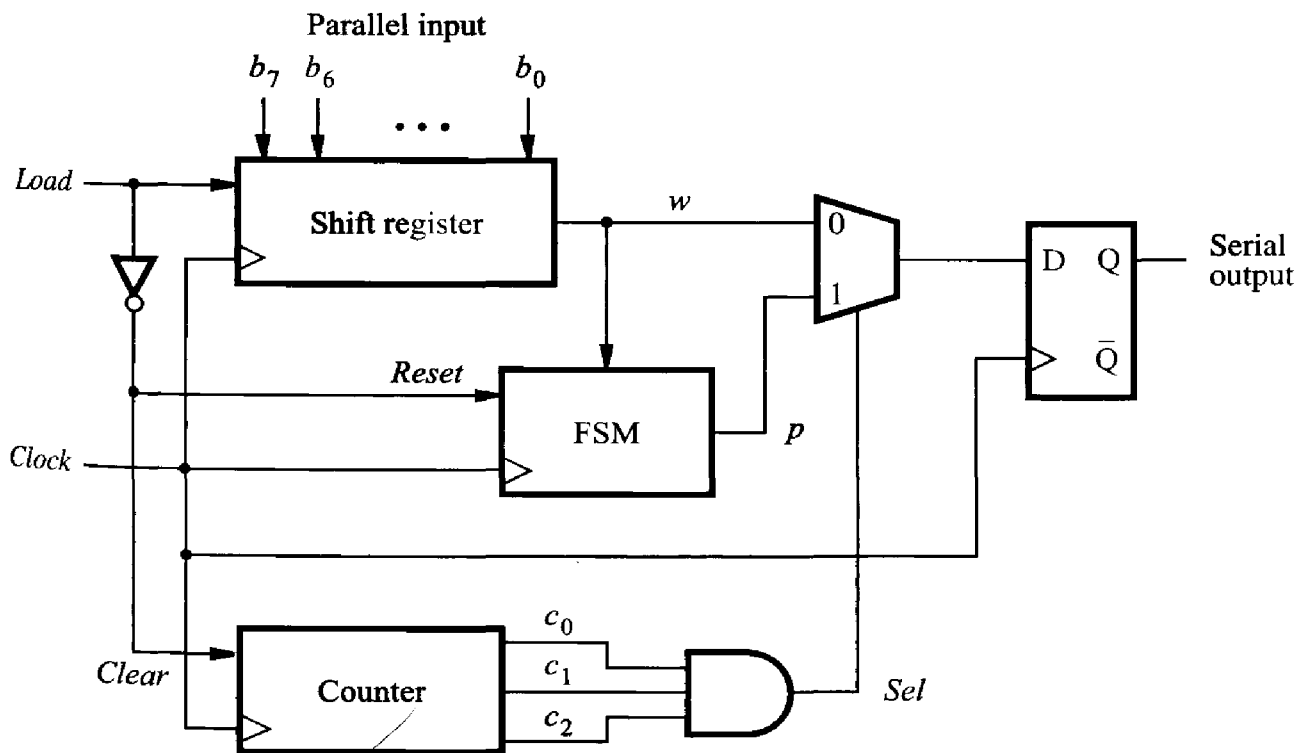 Parallel input
b7 b6 b0
• • •
Load
Shift register
w
0
1
D Q
Q̄
Serial
output
Reset
FSM
p
Clock
Clear
Counter
c0
c1
c2
Sel